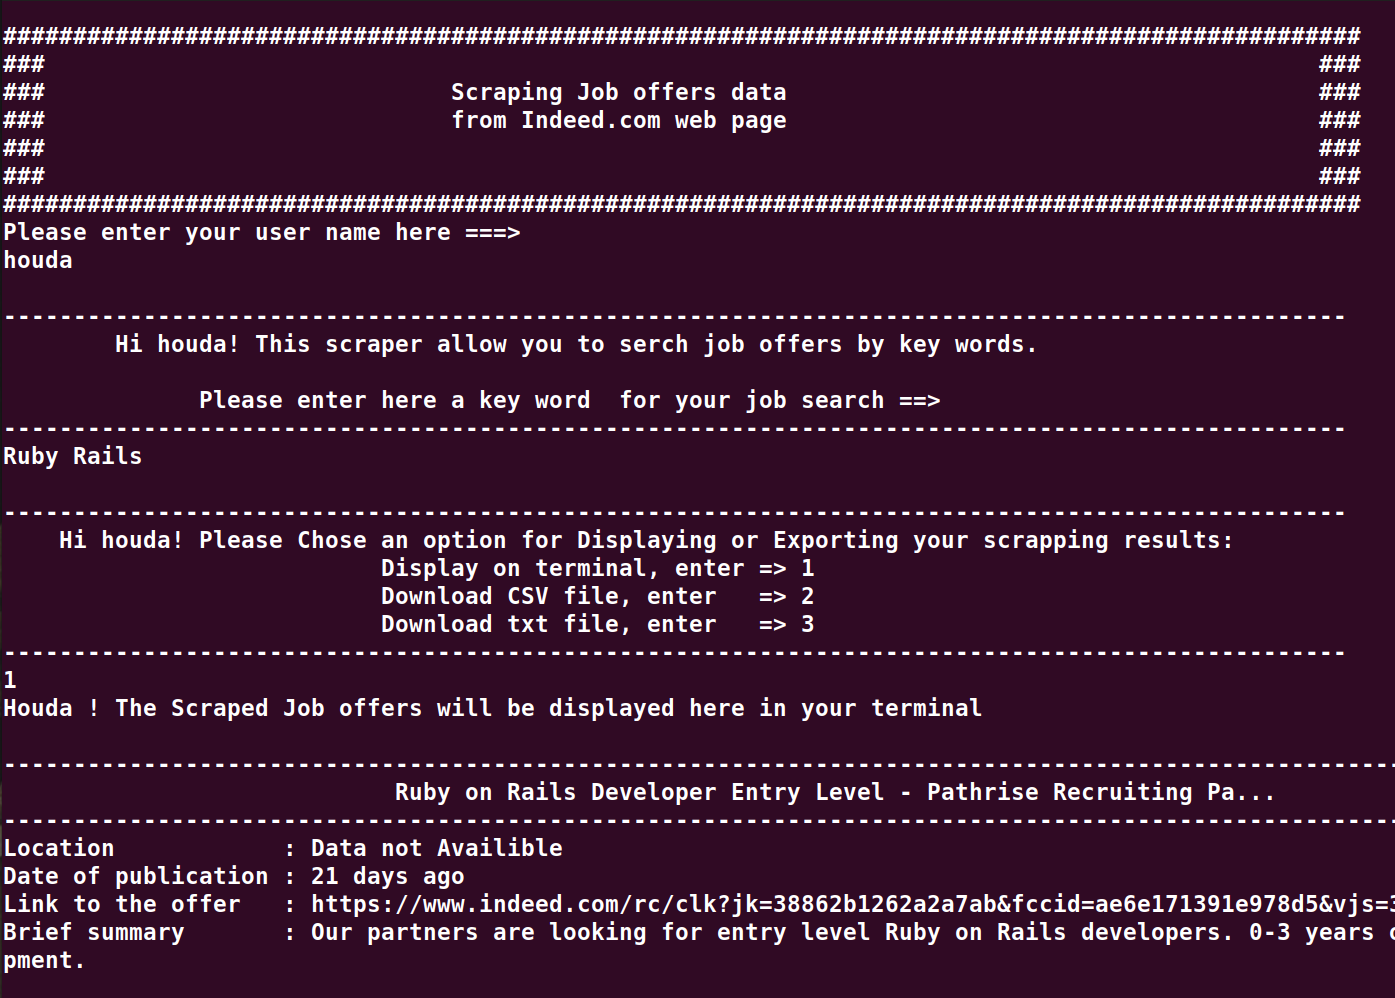 #################################################################################################
### ###
### Scraping Job offers data ###
### from Indeed.com web page ###
### ###
### ###
#################################################################################################
Please enter your user name here ===>
houda
------------------------------------------------------------------------------------------------
Hi houda! This scraper allow you to serch job offers by key words.
Please enter here a key word  for your job search ==>
------------------------------------------------------------------------------------------------
Ruby Rails
------------------------------------------------------------------------------------------------
Hi houda! Please Chose an option for Displaying or Exporting your scrapping results:
Display on terminal, enter => 1
Download CSV file, enter   => 2
Download txt file, enter   => 3
------------------------------------------------------------------------------------------------
1
Houda ! The Scraped Job offers will be displayed here in your terminal
----------------------------------------------------------------------------------------------------
Ruby on Rails Developer Entry Level - Pathrise Recruiting Pa...
----------------------------------------------------------------------------------------------------
Location            : Data not Availible
Date of publication : 21 days ago
Link to the offer   : https://www.indeed.com/rc/clk?jk=38862b1262a2a7ab&fccid=ae6e171391e978d5&vjs=3
Brief summary       : Our partners are looking for entry level Ruby on Rails developers. 0-3 years
pment.